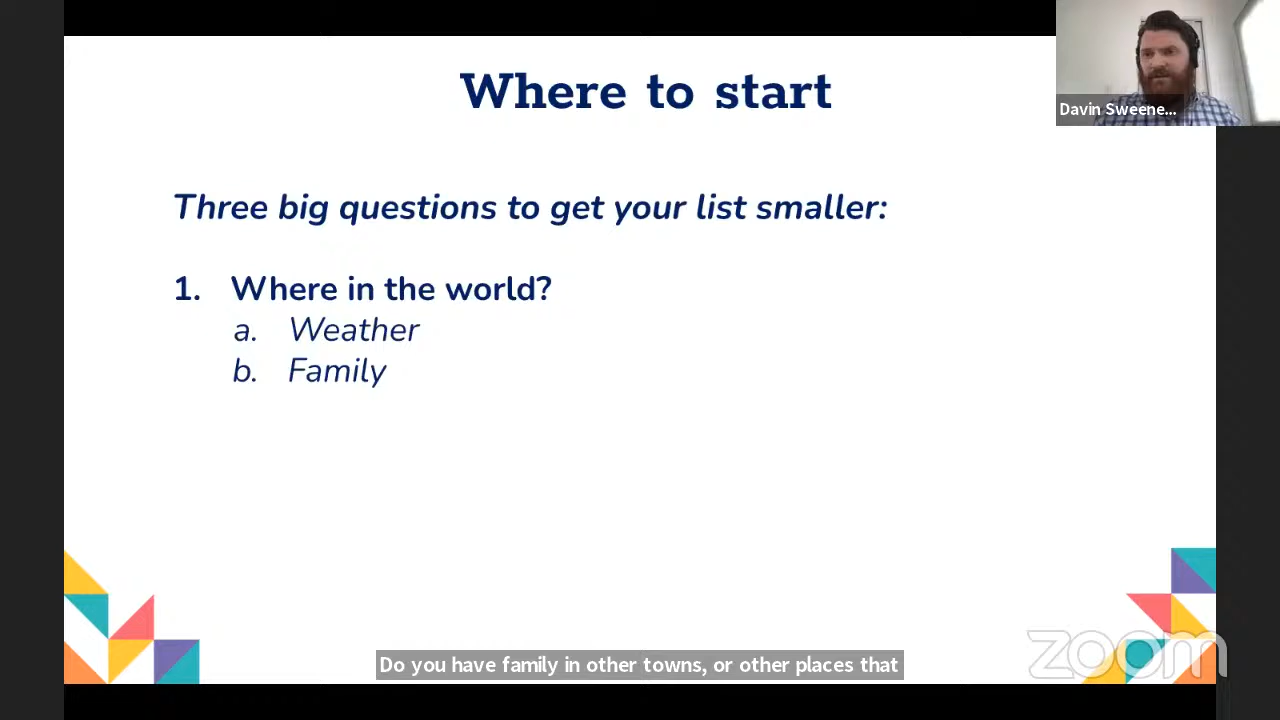 Where to start
Davin Sweene...
Three big questions to get your list smaller:
1. Where in the world?
a. Weather
b. Family
Do you have family in other towns, or other places that
zoom